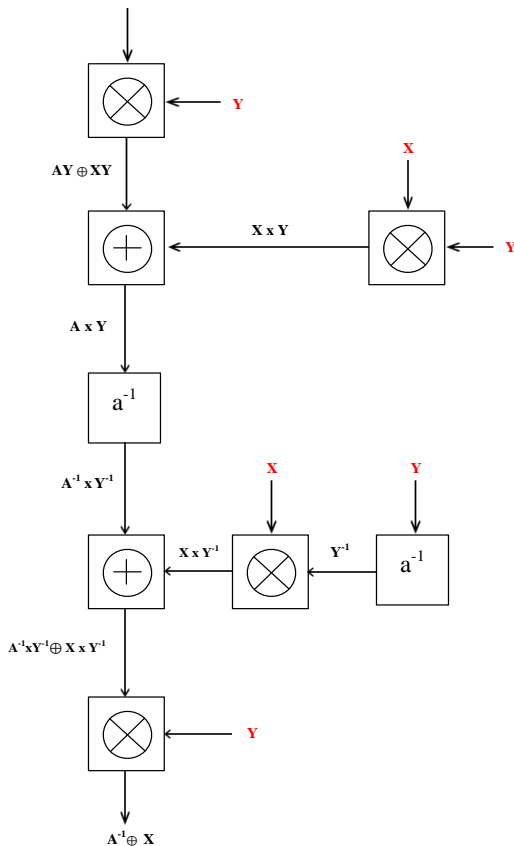 Y
AY ⊕ XY
X
X x Y
Y
A x Y
a⁻¹
A⁻¹ x Y⁻¹
X
Y
X x Y⁻¹
Y⁻¹
a⁻¹
A⁻¹xY⁻¹⊕ X x Y⁻¹
Y
A⁻¹⊕ X